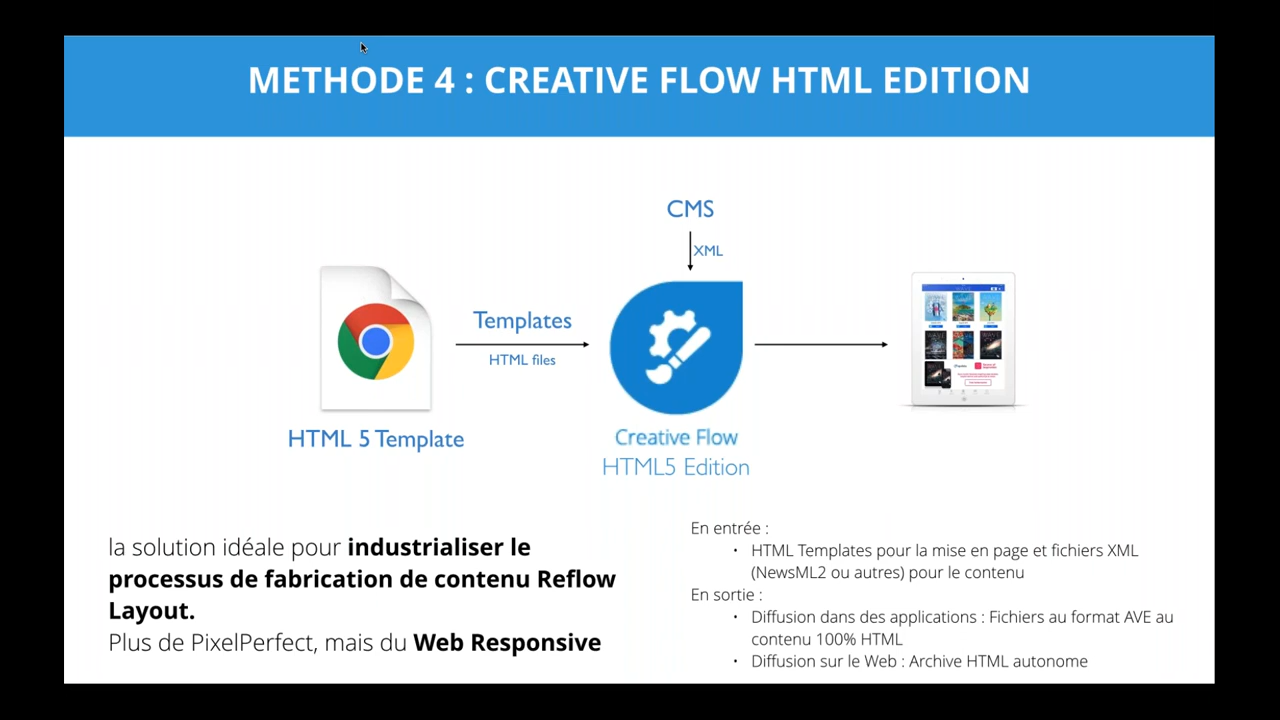 METHODE 4 : CREATIVE FLOW HTML EDITION
CMS
XML
Templates
HTML files
HTML 5 Template
Creative Flow
HTML5 Edition
la solution idéale pour industrialiser le
processus de fabrication de contenu Reflow
Layout.
Plus de PixelPerfect, mais du Web Responsive
En entrée :
• HTML Templates pour la mise en page et fichiers XML
(NewsML2 ou autres) pour le contenu
En sortie :
• Diffusion dans des applications : Fichiers au format AVE au
contenu 100% HTML
• Diffusion sur le Web : Archive HTML autonome